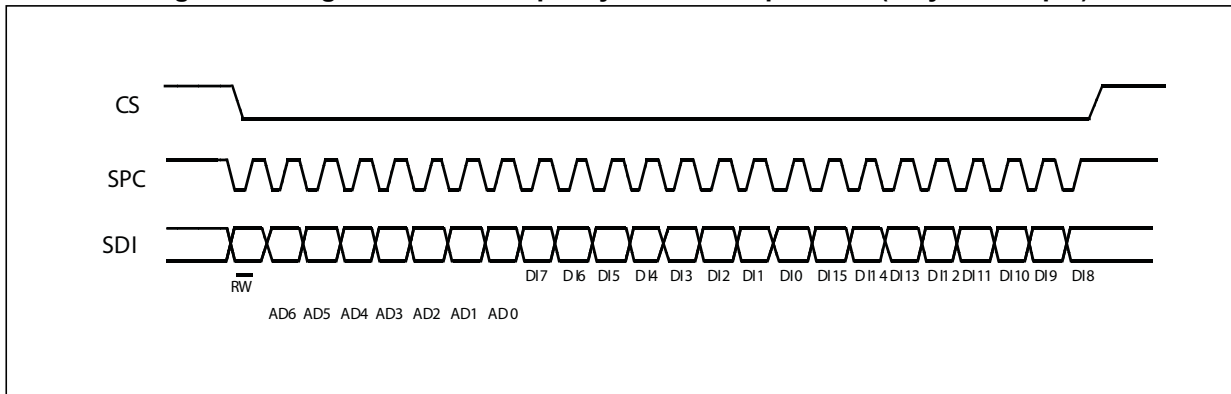 CS
SPC
SDI
RW
DI7 DI6 DI5 DI4 DI3 DI2 DI1 DI0 DI15 DI14 DI13 DI12 DI11 DI10 DI9 DI8
AD6 AD5 AD4 AD3 AD2 AD1 AD0